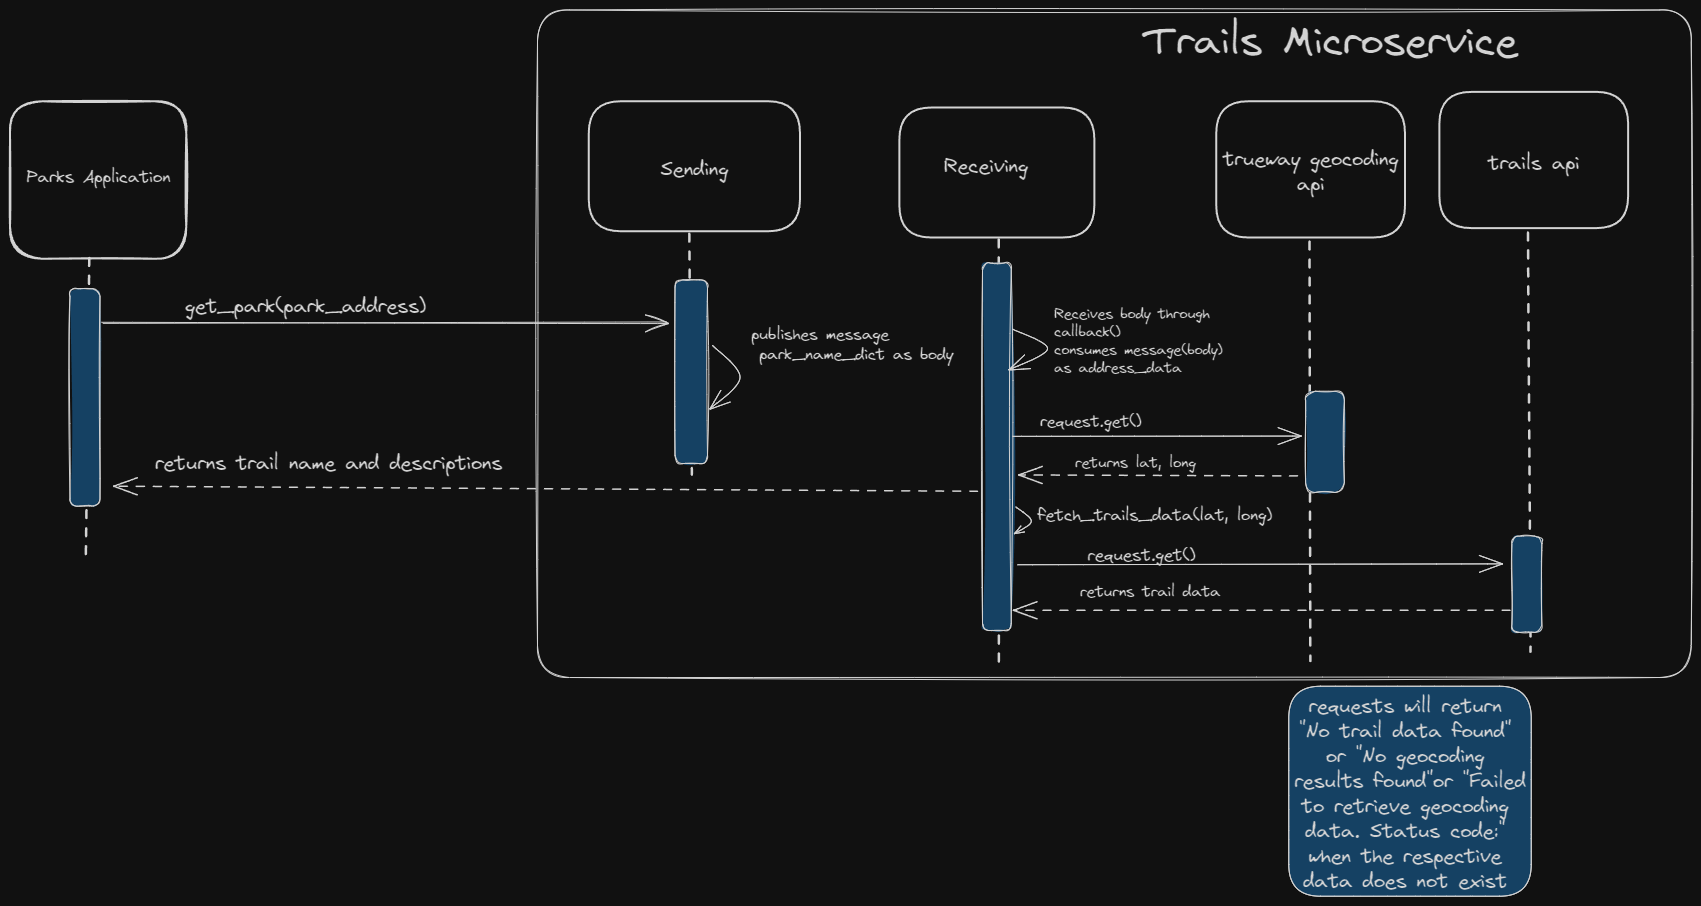 Trails Microservice
Parks Application
Sending
Receiving
trueway geocoding
api
trails api
get_park(park_address)
publishes message
park_name_dict as body
Receives body through
callback()
consumes message(body)
as address_data
request.get()
returns lat, long
returns trail name and descriptions
fetch_trails_data(lat, long)
request.get()
returns trail data
requests will return
"No trail data found"
or "No geocoding
results found"or "Failed
to retrieve geocoding
data. Status code:"
when the respective
data does not exist